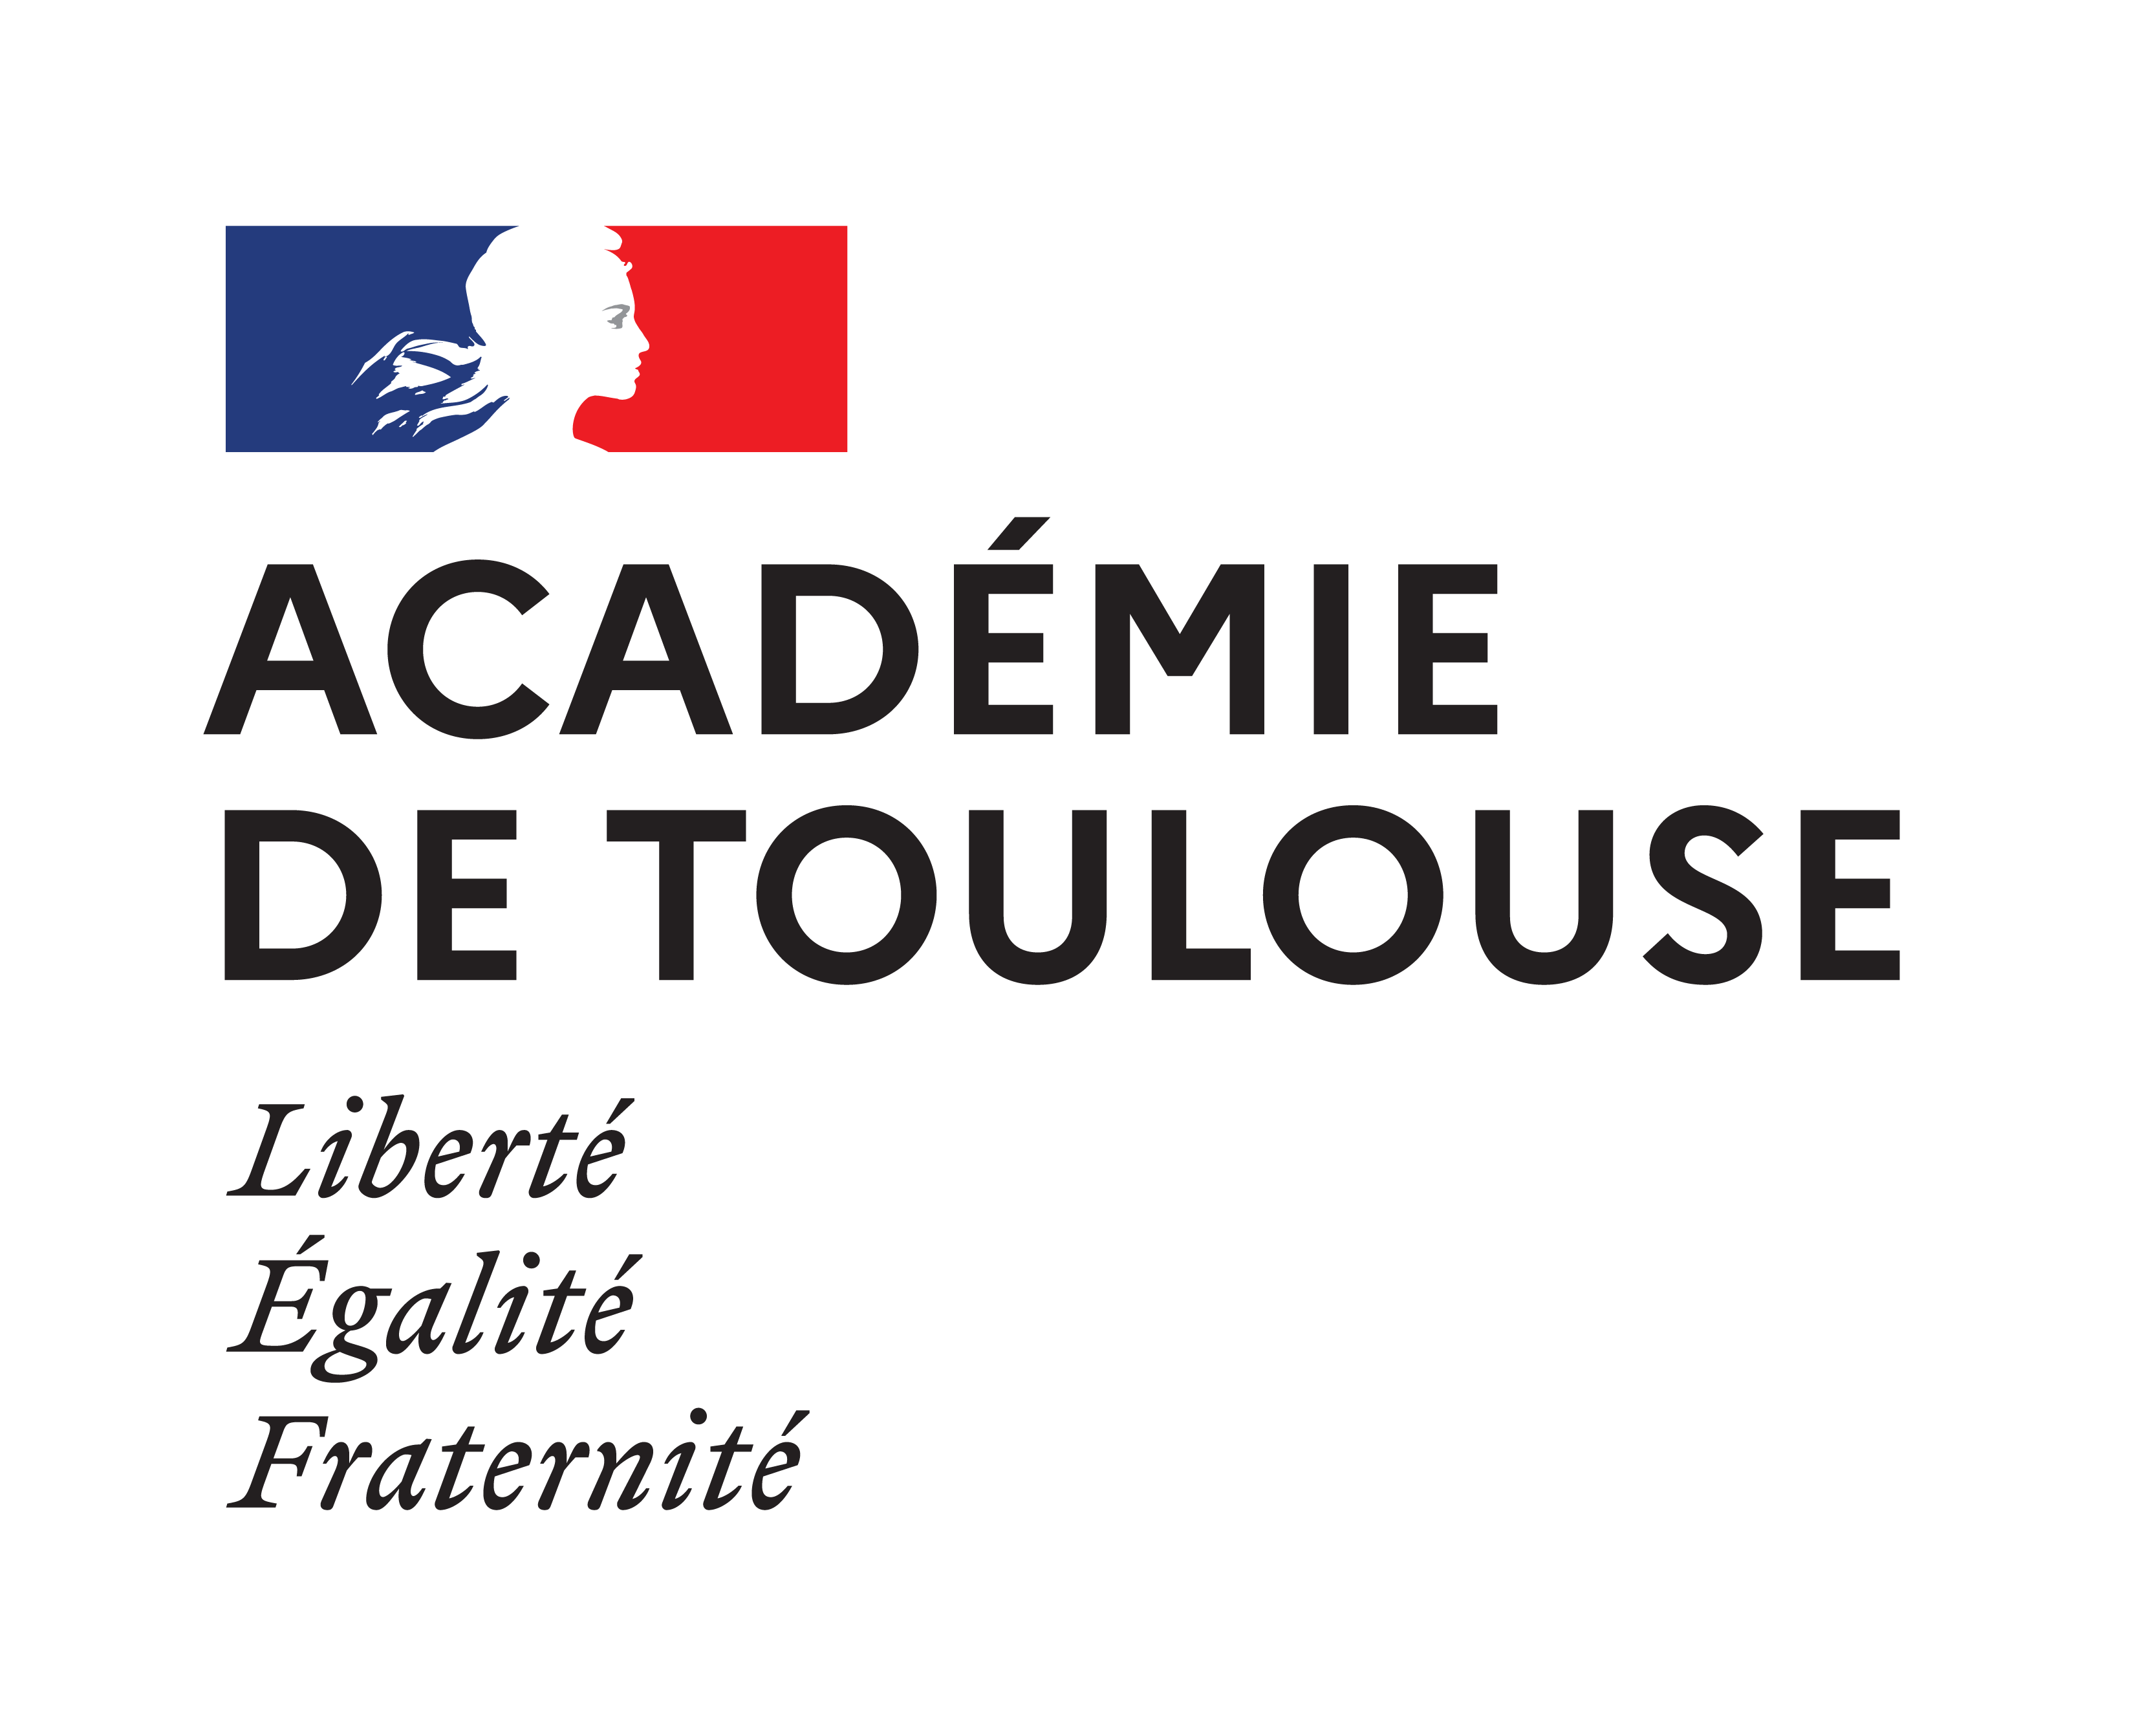 ACADÉMIE
DE TOULOUSE
Liberté
Égalité
Fraternité